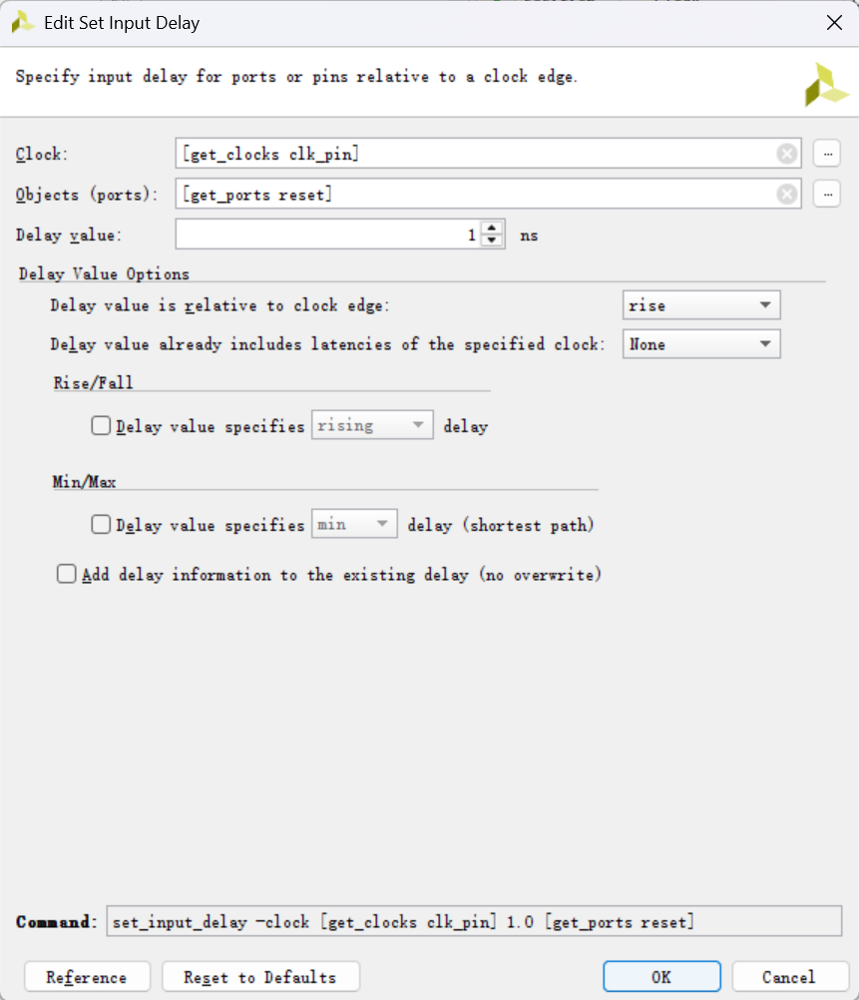 Edit Set Input Delay
Specify input delay for ports or pins relative to a clock edge.
Clock: [get_clocks clk_pin] ...
Objects (ports): [get_ports reset] ...
Delay value: 1 ns
Delay Value Options
Delay value is relative to clock edge: rise
Delay value already includes latencies of the specified clock: None
Rise/Fall
Delay value specifies rising delay
Min/Max
Delay value specifies min delay (shortest path)
Add delay information to the existing delay (no overwrite)
Command: set_input_delay -clock [get_clocks clk_pin] 1.0 [get_ports reset]
Reference Reset to Defaults OK Cancel